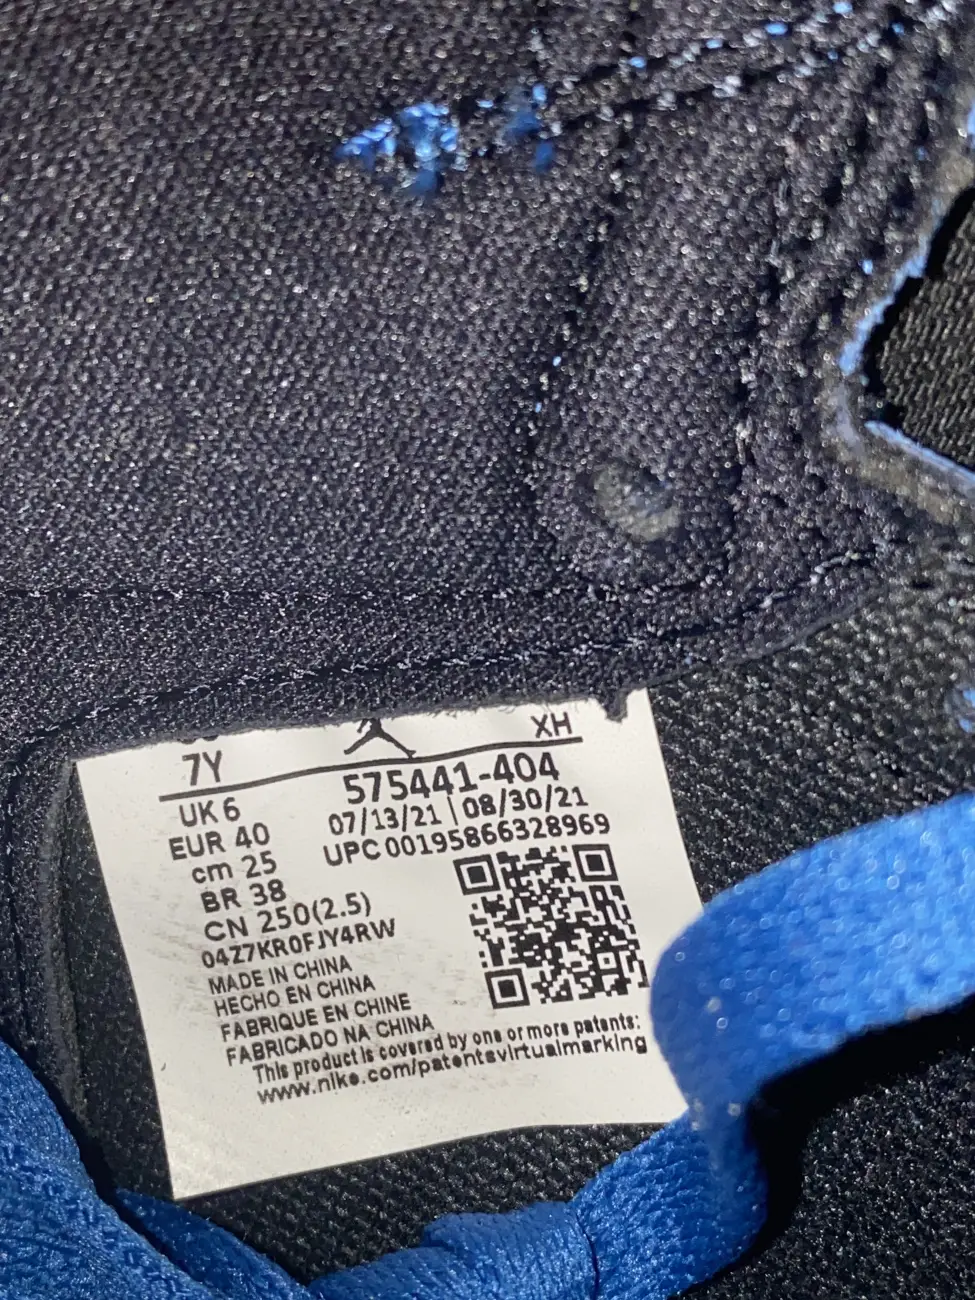 7Y
XH
575441-404
UK 6
07/13/21 | 08/30/21
EUR 40
UPC 00195866328969
cm 25
BR 38
CN 250(2.5)
04Z7KR0FJY4RW
MADE IN CHINA
HECHO EN CHINA
FABRIQUE EN CHINE
FABRICADO NA CHINA
This product is covered by one or more patents:
www.nike.com/patentsvirtualmarking